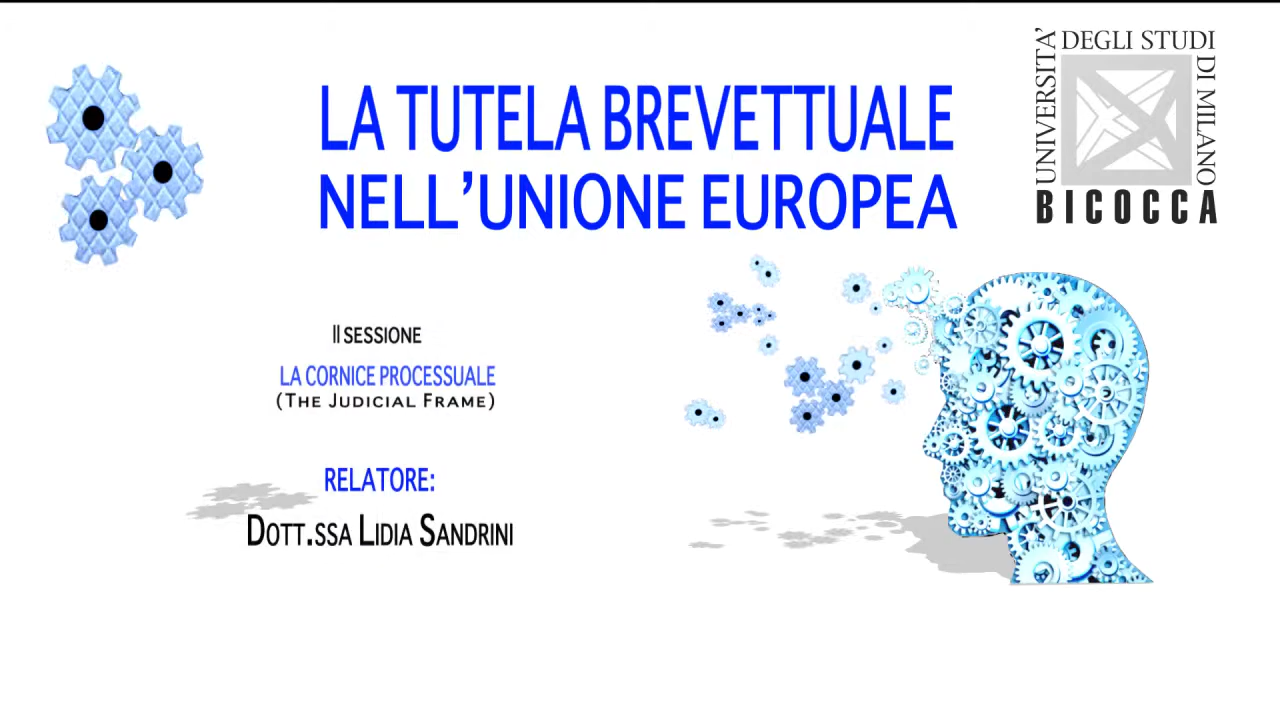 LA TUTELA BREVETTUALE
NELL'UNIONE EUROPEA
UNIVERSITA' DEGLI STUDI DI MILANO
BICOCCA
II SESSIONE
LA CORNICE PROCESSUALE
(THE JUDICIAL FRAME)
RELATORE:
DOTT.SSA LIDIA SANDRINI